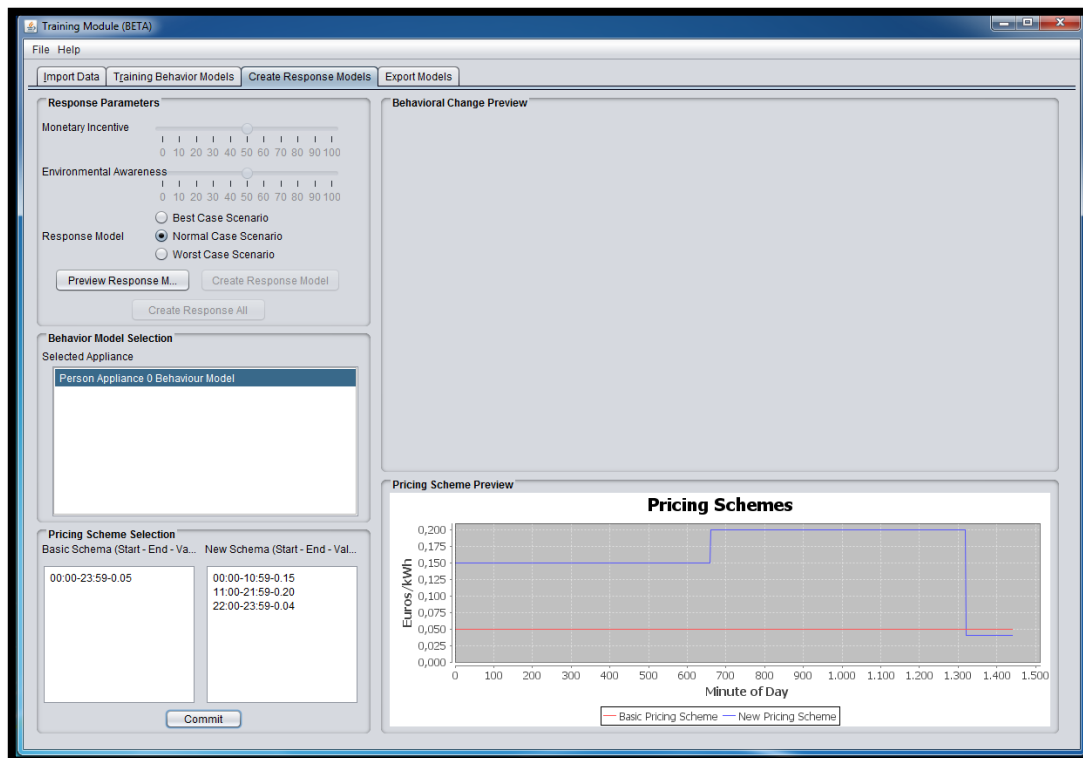 Training Module (BETA)
File Help
Import Data Training Behavior Models Create Response Models Export Models
Response Parameters
Monetary Incentive
0 10 20 30 40 50 60 70 80 90 100
Environmental Awareness
0 10 20 30 40 50 60 70 80 90 100
Best Case Scenario
Response Model Normal Case Scenario
Worst Case Scenario
Preview Response M... Create Response Model
Create Response All
Behavior Model Selection
Selected Appliance
Person Appliance 0 Behaviour Model
Pricing Scheme Selection
Basic Schema (Start - End - Va... New Schema (Start - End - Val...
00:00-23:59-0.05
00:00-10:59-0.15
11:00-21:59-0.20
22:00-23:59-0.04
Commit
Behavioral Change Preview
Pricing Scheme Preview
Pricing Schemes
Euros/kWh
0,200
0,175
0,150
0,125
0,100
0,075
0,050
0,025
0,000
0 100 200 300 400 500 600 700 800 900 1.000 1.100 1.200 1.300 1.400 1.500
Minute of Day
Basic Pricing Scheme New Pricing Scheme